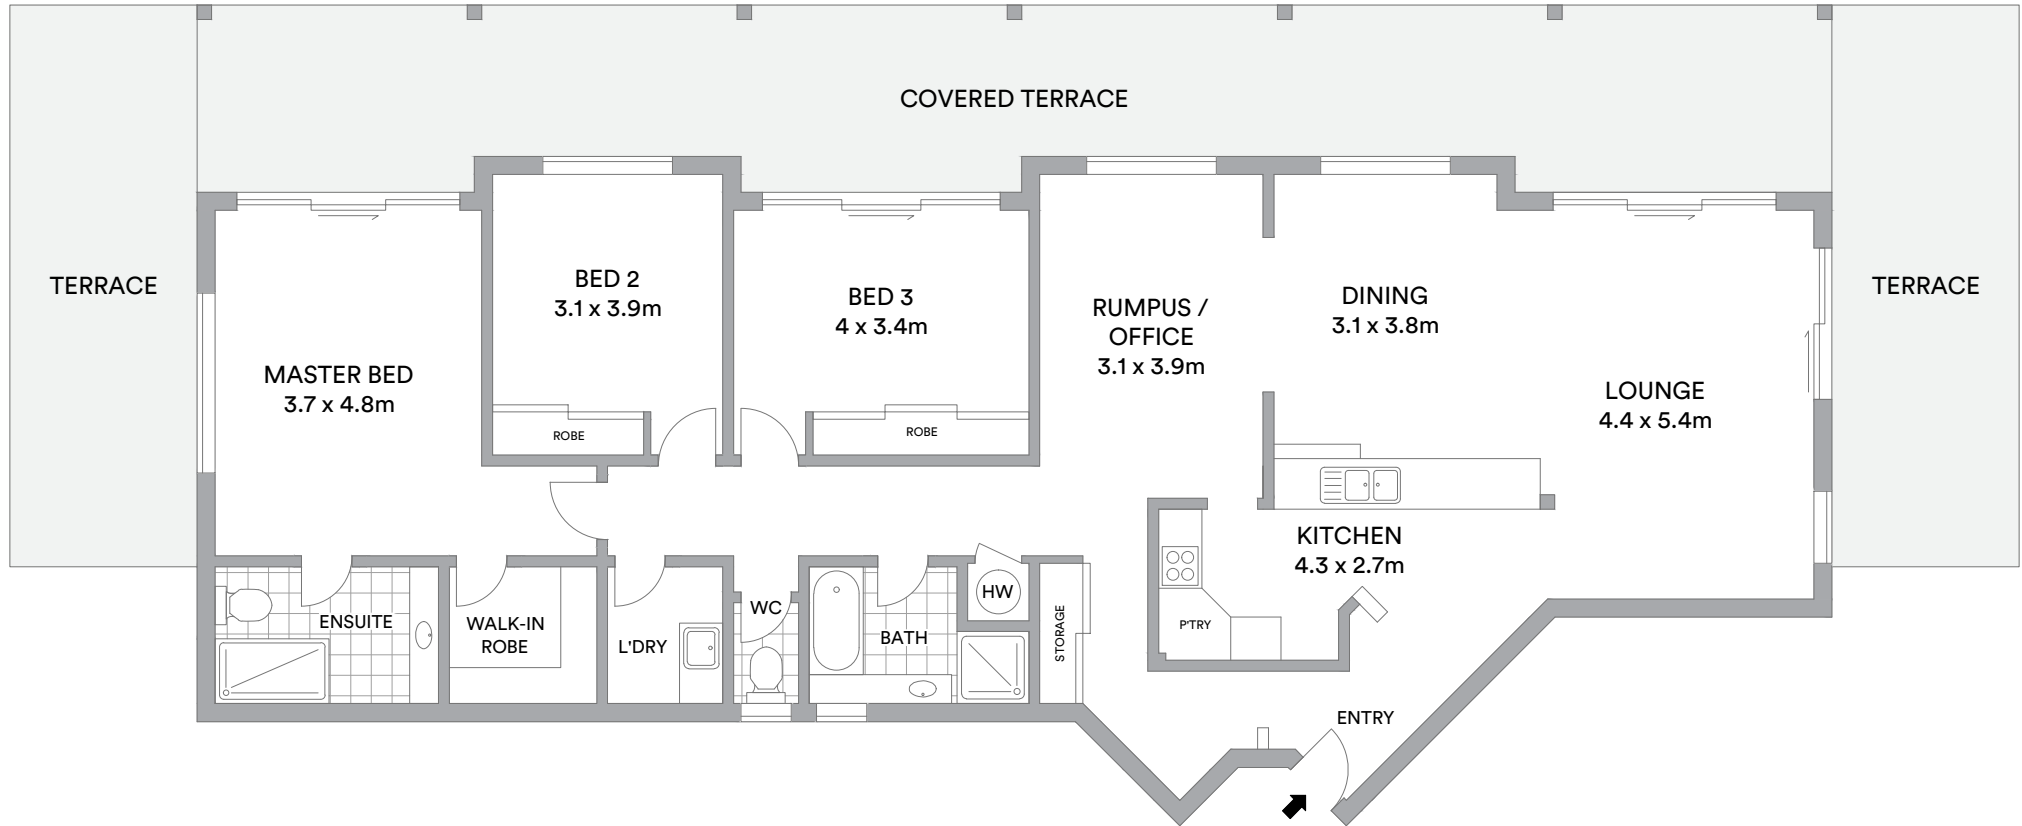 COVERED TERRACE
TERRACE
MASTER BED
3.7 x 4.8m
BED 2
3.1 x 3.9m
ROBE
BED 3
4 x 3.4m
ROBE
RUMPUS /
OFFICE
3.1 x 3.9m
DINING
3.1 x 3.8m
LOUNGE
4.4 x 5.4m
TERRACE
KITCHEN
4.3 x 2.7m
P'TRY
ENSUITE
WALK-IN
ROBE
L'DRY
WC
BATH
HW
STORAGE
ENTRY